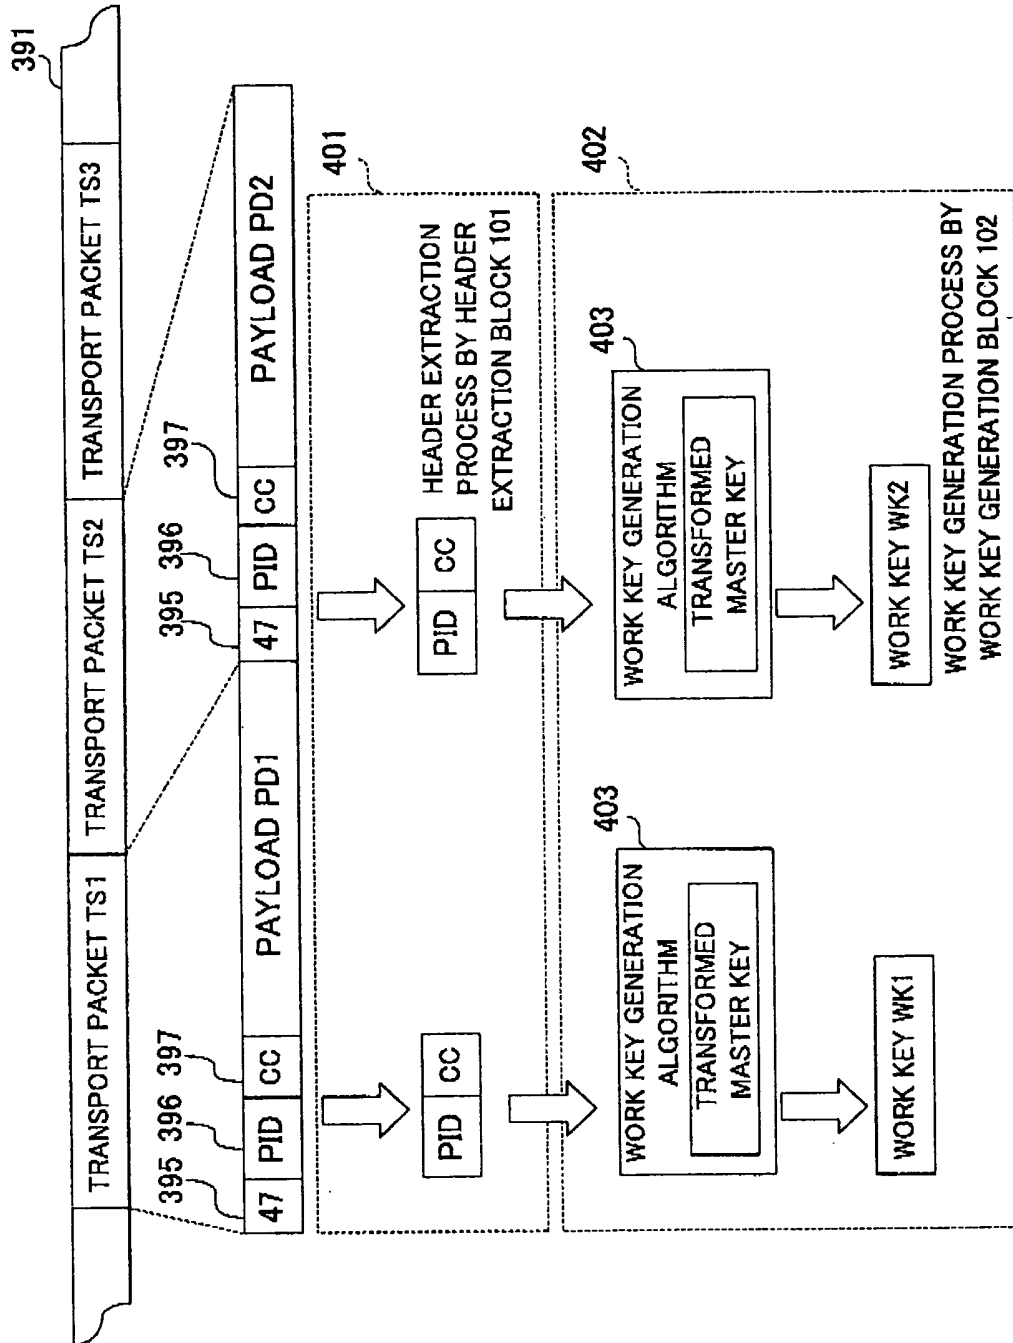 391
TRANSPORT PACKET TS1
TRANSPORT PACKET TS2
TRANSPORT PACKET TS3
395
396
397
395
396
397
47
PID
CC
PAYLOAD PD1
47
PID
CC
PAYLOAD PD2
401
PID
CC
PID
CC
HEADER EXTRACTION
PROCESS BY HEADER
EXTRACTION BLOCK 101
402
403
WORK KEY GENERATION
ALGORITHM
TRANSFORMED
MASTER KEY
403
WORK KEY GENERATION
ALGORITHM
TRANSFORMED
MASTER KEY
WORK KEY WK1
WORK KEY WK2
WORK KEY GENERATION PROCESS BY
WORK KEY GENERATION BLOCK 102